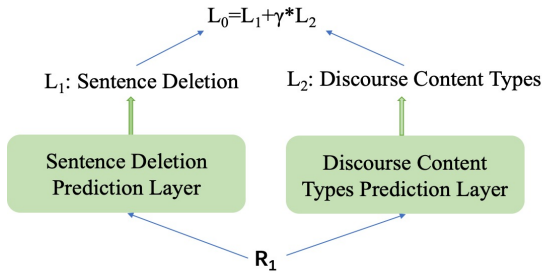 L₀=L₁+γ*L₂
L₁: Sentence Deletion
L₂: Discourse Content Types
Sentence Deletion
Prediction Layer
Discourse Content
Types Prediction Layer
R₁